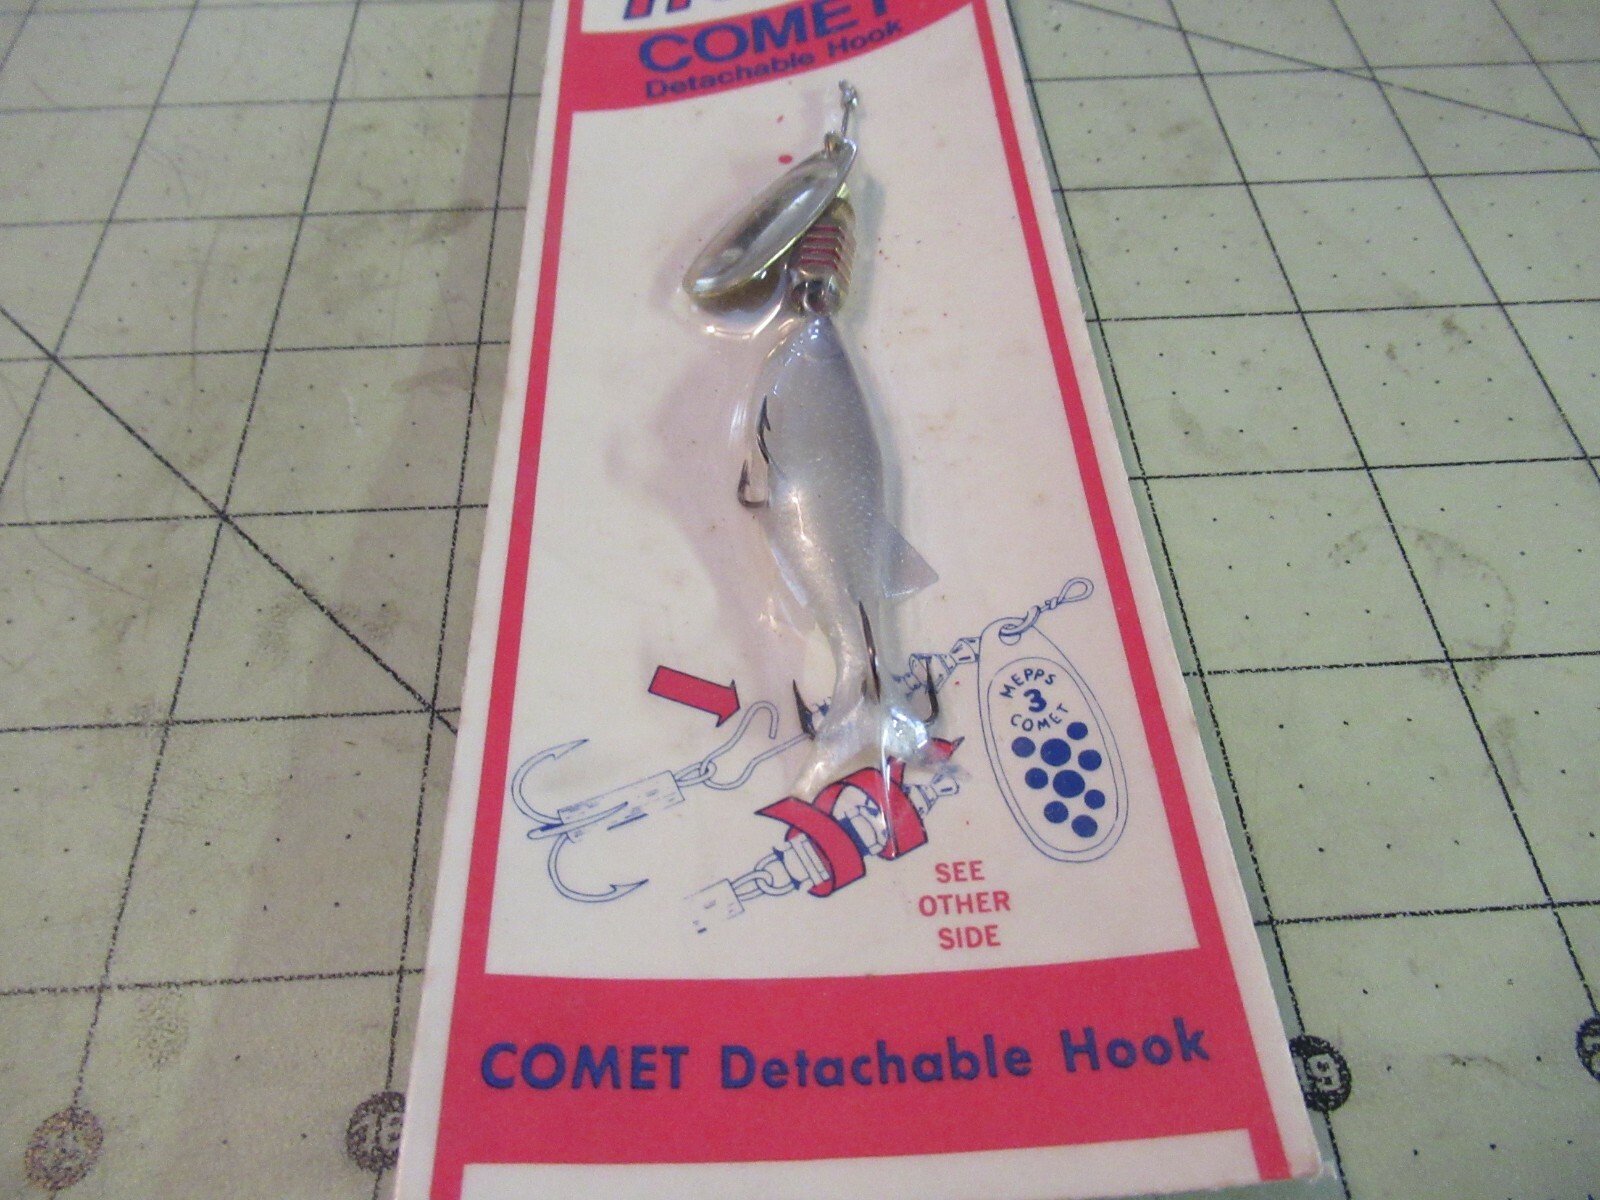 COMET
Detachable Hook
MEPPS
3
COMET
SEE
OTHER
SIDE
COMET Detachable Hook